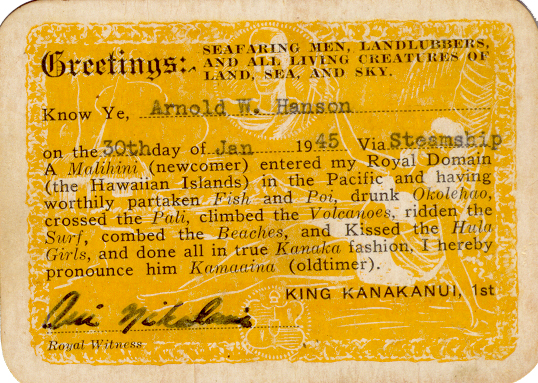 Greetings:
SEAFARING MEN, LANDLUBBERS,
AND ALL LIVING CREATURES OF
LAND, SEA, AND SKY.
Know Ye, Arnold W. Hanson
on the 30th day of Jan 1945 Via Steamship
A Malihini (newcomer) entered my Royal Domain
(the Hawaiian Islands) in the Pacific and having
worthily partaken Fish and Poi, drunk Okolehao,
crossed the Pali, climbed the Volcanoes, ridden the
Surf, combed the Beaches, and Kissed the Hula
Girls, and done all in true Kanaka fashion, I hereby
pronounce him Kamaaina (oldtimer).
KING KANAKANUI, 1st
Royal Witness